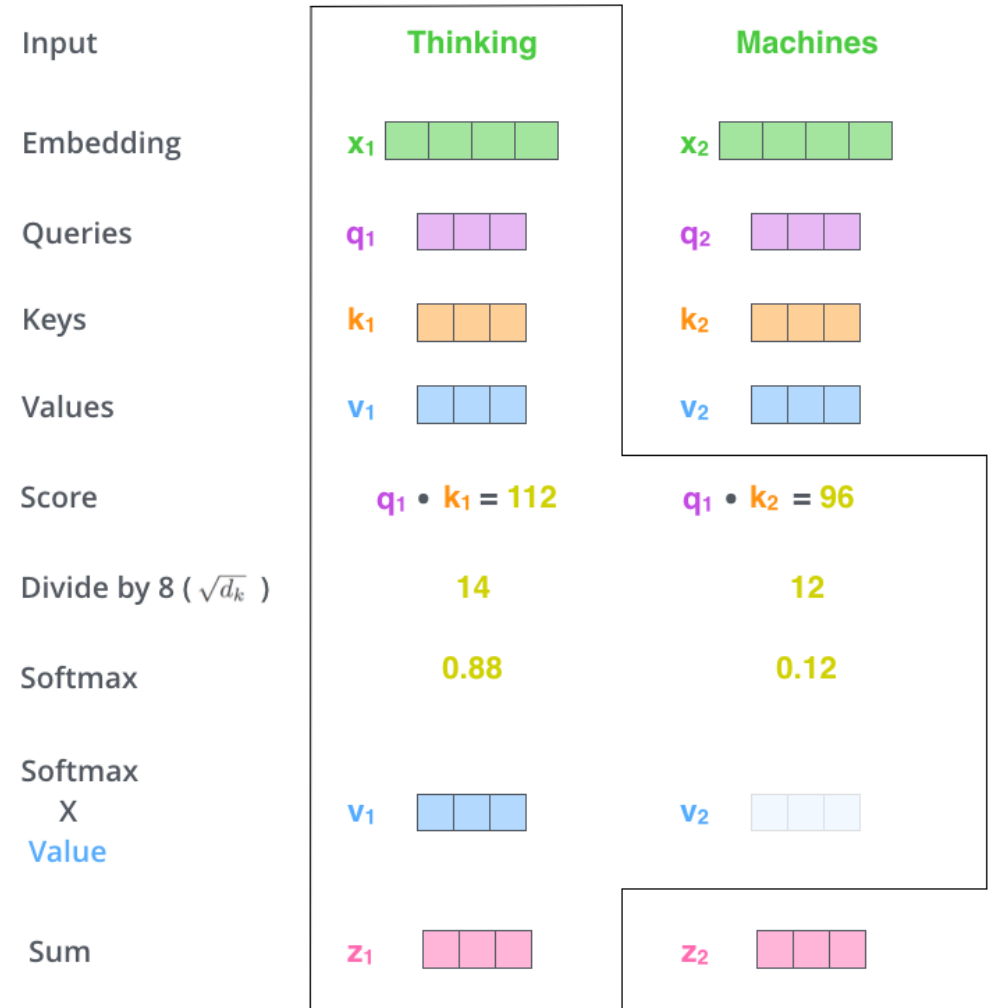 Input Thinking Machines
Embedding x₁ x₂
Queries q₁ q₂
Keys k₁ k₂
Values v₁ v₂
Score q₁ • k₁ = 112 q₁ • k₂ = 96
Divide by 8 ( √dₖ ) 14 12
Softmax 0.88 0.12
Softmax
X v₁ v₂
Value
Sum z₁ z₂